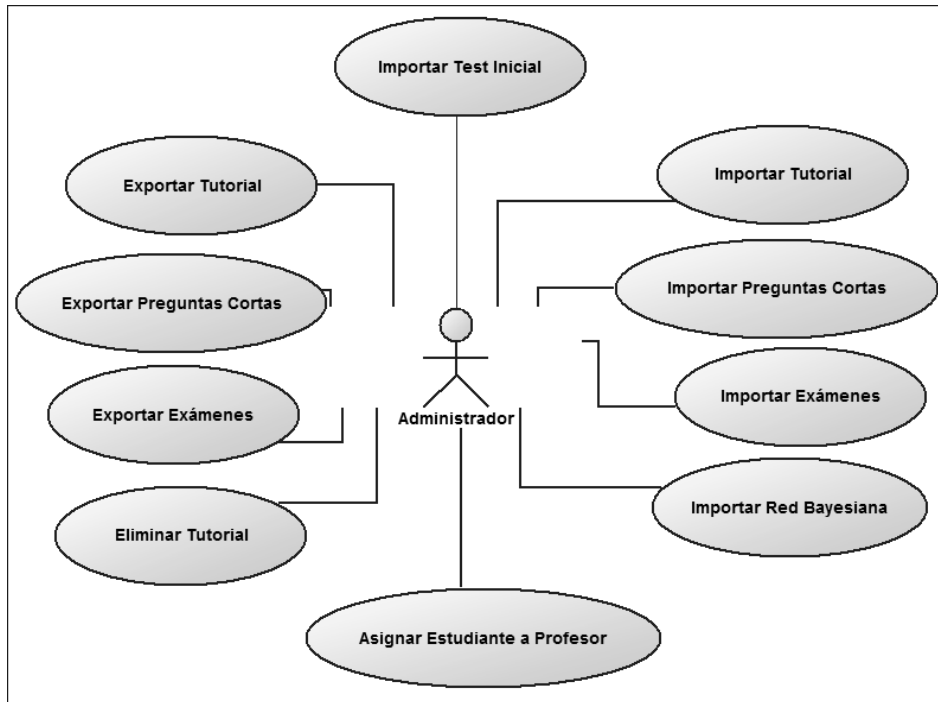 Importar Test Inicial
Exportar Tutorial
Importar Tutorial
Exportar Preguntas Cortas
Importar Preguntas Cortas
Exportar Exámenes
Administrador
Importar Exámenes
Eliminar Tutorial
Importar Red Bayesiana
Asignar Estudiante a Profesor